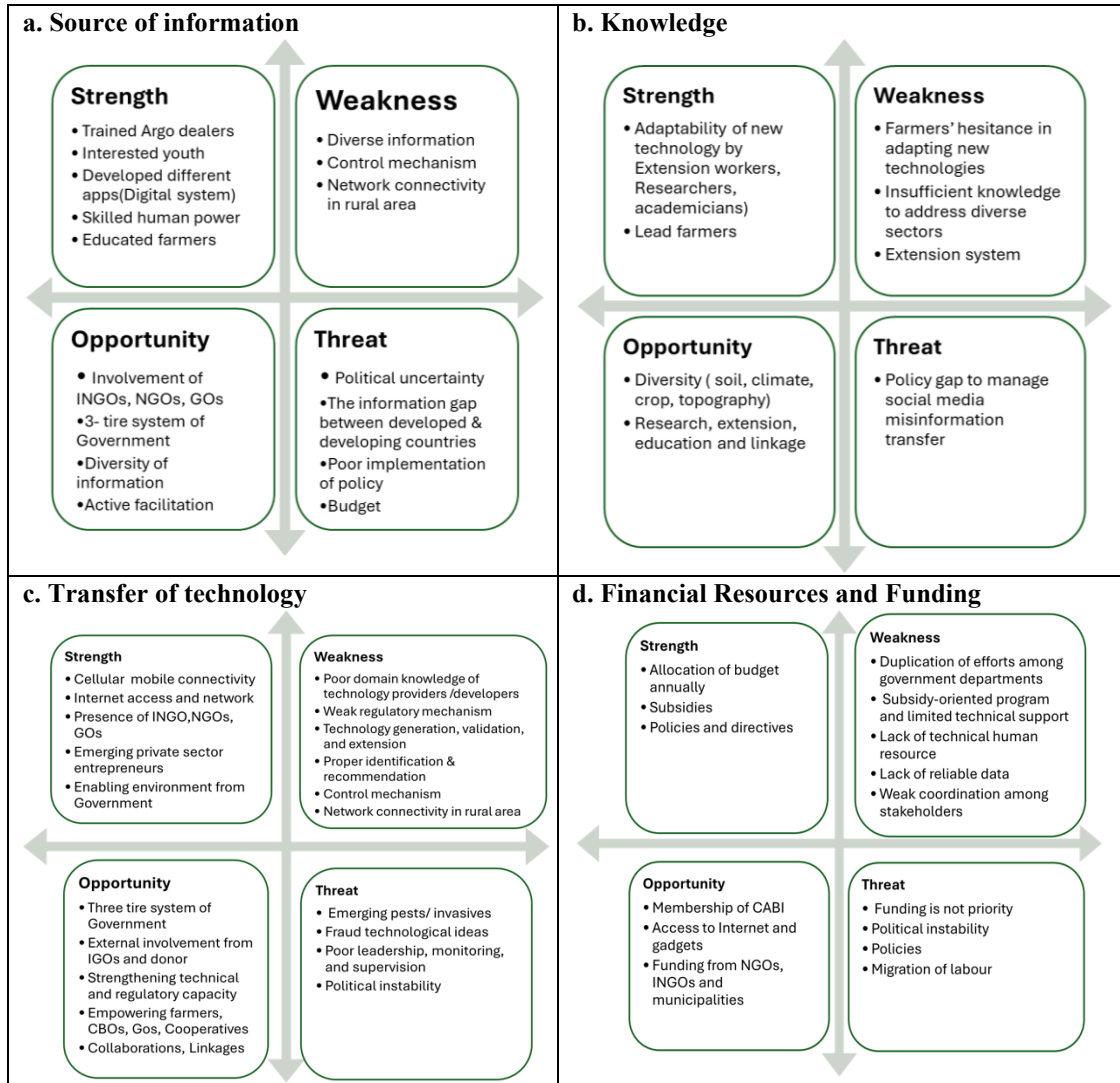 a. Source of information
Strength
• Trained Argo dealers
• Interested youth
• Developed different
apps(Digital system)
• Skilled human power
• Educated farmers
Weakness
• Diverse information
• Control mechanism
• Network connectivity
in rural area
Opportunity
• Involvement of
INGOs, NGOs, GOs
•3- tire system of
Government
•Diversity of
information
•Active facilitation
Threat
• Political uncertainty
•The information gap
between developed &
developing countries
•Poor implementation
of policy
•Budget
b. Knowledge
Strength
• Adaptability of new
technology by
Extension workers,
Researchers,
academicians)
• Lead farmers
Weakness
• Farmers' hesitance in
adapting new
technologies
• Insufficient knowledge
to address diverse
sectors
• Extension system
Opportunity
• Diversity ( soil, climate,
crop, topography)
• Research, extension,
education and linkage
Threat
• Policy gap to manage
social media
misinformation
transfer
c. Transfer of technology
Strength
• Cellular mobile connectivity
• Internet access and network
• Presence of INGO,NGOs,
GOs
• Emerging private sector
entrepreneurs
• Enabling environment from
Government
Weakness
• Poor domain knowledge of
technology providers /developers
• Weak regulatory mechanism
• Technology generation, validation,
and extension
• Proper identification &
recommendation
• Control mechanism
• Network connectivity in rural area
Opportunity
• Three tire system of
Government
• External involvement from
IGOs and donor
• Strengthening technical
and regulatory capacity
• Empowering farmers,
CBOs, Gos, Cooperatives
• Collaborations, Linkages
Threat
• Emerging pests/ invasives
• Fraud technological ideas
• Poor leadership, monitoring,
and supervision
• Political instability
d. Financial Resources and Funding
Strength
• Allocation of budget
annually
• Subsidies
• Policies and directives
Weakness
• Duplication of efforts among
government departments
• Subsidy-oriented program
and limited technical support
• Lack of technical human
resource
• Lack of reliable data
• Weak coordination among
stakeholders
Opportunity
• Membership of CABI
• Access to Internet and
gadgets
• Funding from NGOs,
INGOs and
municipalities
Threat
• Funding is not priority
• Political instability
• Policies
• Migration of labour